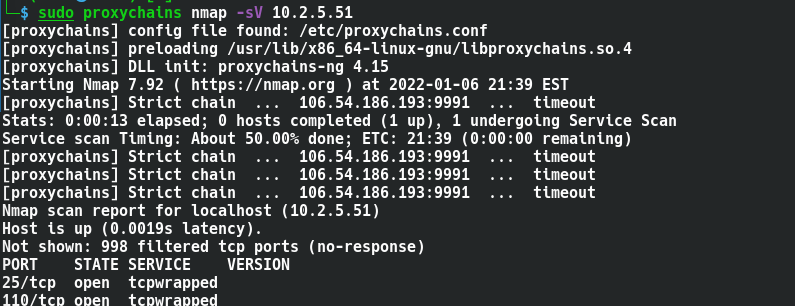 $ sudo proxychains nmap -sV 10.2.5.51
[proxychains] config file found: /etc/proxychains.conf
[proxychains] preloading /usr/lib/x86_64-linux-gnu/libproxychains.so.4
[proxychains] DLL init: proxychains-ng 4.15
Starting Nmap 7.92 ( https://nmap.org ) at 2022-01-06 21:39 EST
[proxychains] Strict chain  ...  106.54.186.193:9991  ...  timeout
Stats: 0:00:13 elapsed; 0 hosts completed (1 up), 1 undergoing Service Scan
Service scan Timing: About 50.00% done; ETC: 21:39 (0:00:00 remaining)
[proxychains] Strict chain  ...  106.54.186.193:9991  ...  timeout
[proxychains] Strict chain  ...  106.54.186.193:9991  ...  timeout
[proxychains] Strict chain  ...  106.54.186.193:9991  ...  timeout
Nmap scan report for localhost (10.2.5.51)
Host is up (0.0019s latency).
Not shown: 998 filtered tcp ports (no-response)
PORT    STATE SERVICE    VERSION
25/tcp  open  tcpwrapped
110/tcp open  tcpwrapped